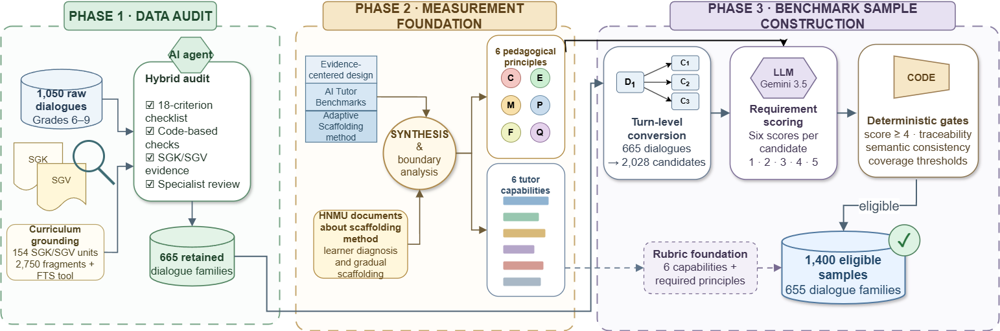 PHASE 1 · DATA AUDIT
AI agent
Hybrid audit
☑ 18-criterion
checklist
☑ Code-based
checks
☑ SGK/SGV
evidence
☑ Specialist review
1,050 raw
dialogues
Grades 6–9
SGK
SGV
Curriculum
grounding
154 SGK/SGV units
2,750 fragments +
FTS tool
665 retained
dialogue families
PHASE 2 · MEASUREMENT
FOUNDATION
Evidence-
centered design
AI Tutor
Benchmarks
Adaptive
Scaffolding
method
SYNTHESIS
&
boundary
analysis
HNMU documents
about scaffolding
method
learner diagnosis
and gradual
scaffolding
6 pedagogical
principles
C E
M P
F Q
6 tutor
capabilities
PHASE 3 · BENCHMARK SAMPLE
CONSTRUCTION
D1
C1
C2
C3
Turn-level
conversion
665 dialogues
→ 2,028 candidates
LLM
Gemini 3.5
Requirement
scoring
Six scores per
candidate
1 · 2 · 3 · 4 · 5
CODE
Deterministic gates
score ≥ 4 · traceability
semantic consistency
coverage thresholds
eligible
Rubric foundation
6 capabilities +
required principles
✓
1,400 eligible
samples
655 dialogue families